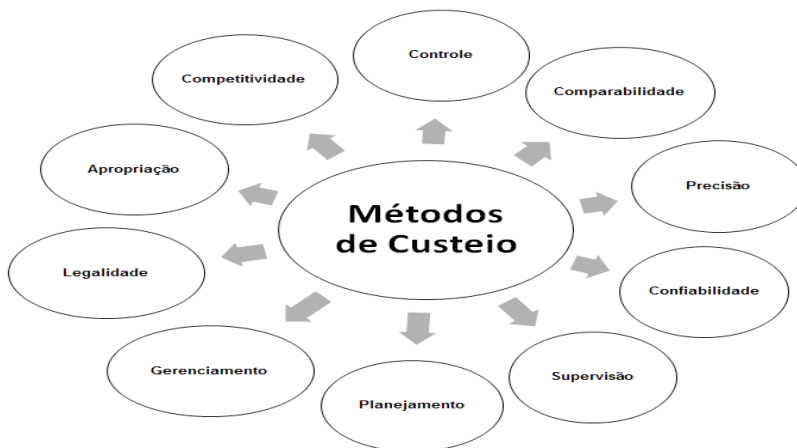 Controle
Competitividade
Comparabilidade
Apropriação
Precisão
Métodos
de Custeio
Legalidade
Confiabilidade
Gerenciamento
Supervisão
Planejamento